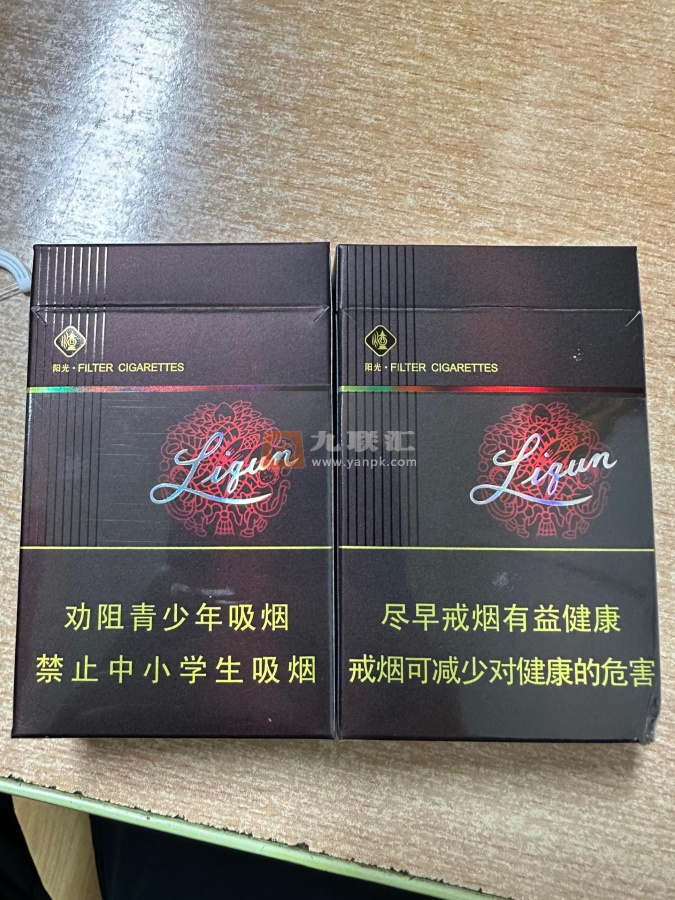 阳光·FILTER CIGARETTES
Liqun
劝阻青少年吸烟
禁止中小学生吸烟
阳光·FILTER CIGARETTES
Liqun
尽早戒烟有益健康
戒烟可减少对健康的危害
九联汇
www.yanpk.com